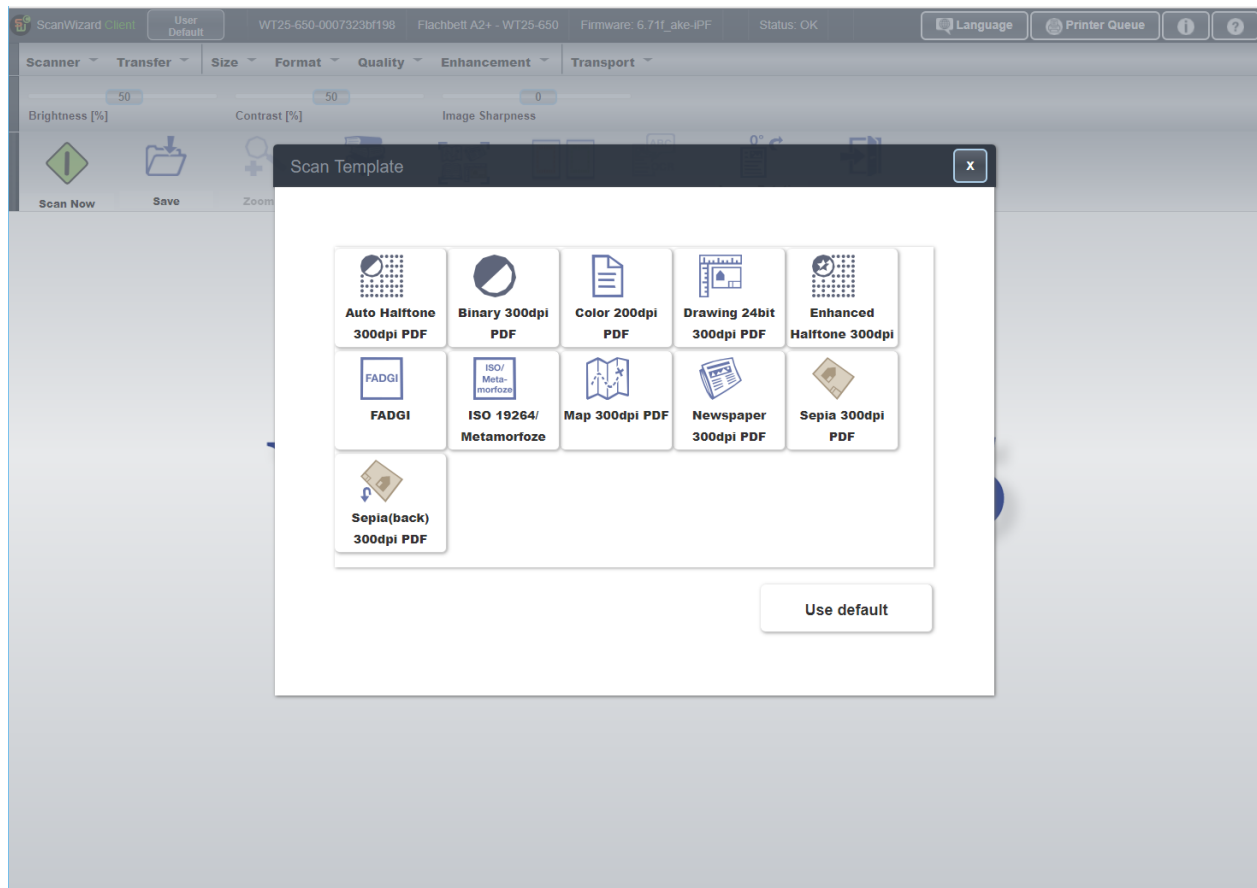 ScanWizard Client
User
Default
WT25-650-0007323bf198
Flachbett A2+ - WT25-650
Firmware: 6.71f_ake-iPF
Status: OK
Language
Printer Queue
i
?
Scanner
Transfer
Size
Format
Quality
Enhancement
Transport
50
50
0
Brightness [%]
Contrast [%]
Image Sharpness
ABC
0°
Scan Now
Save
Zoom
Scan Template
x
Auto Halftone
300dpi PDF
Binary 300dpi
PDF
Color 200dpi
PDF
Drawing 24bit
300dpi PDF
Enhanced
Halftone 300dpi
FADGI
FADGI
ISO/
Meta-
morfoze
ISO 19264/
Metamorfoze
Map 300dpi PDF
Newspaper
300dpi PDF
Sepia 300dpi
PDF
Sepia(back)
300dpi PDF
Use default